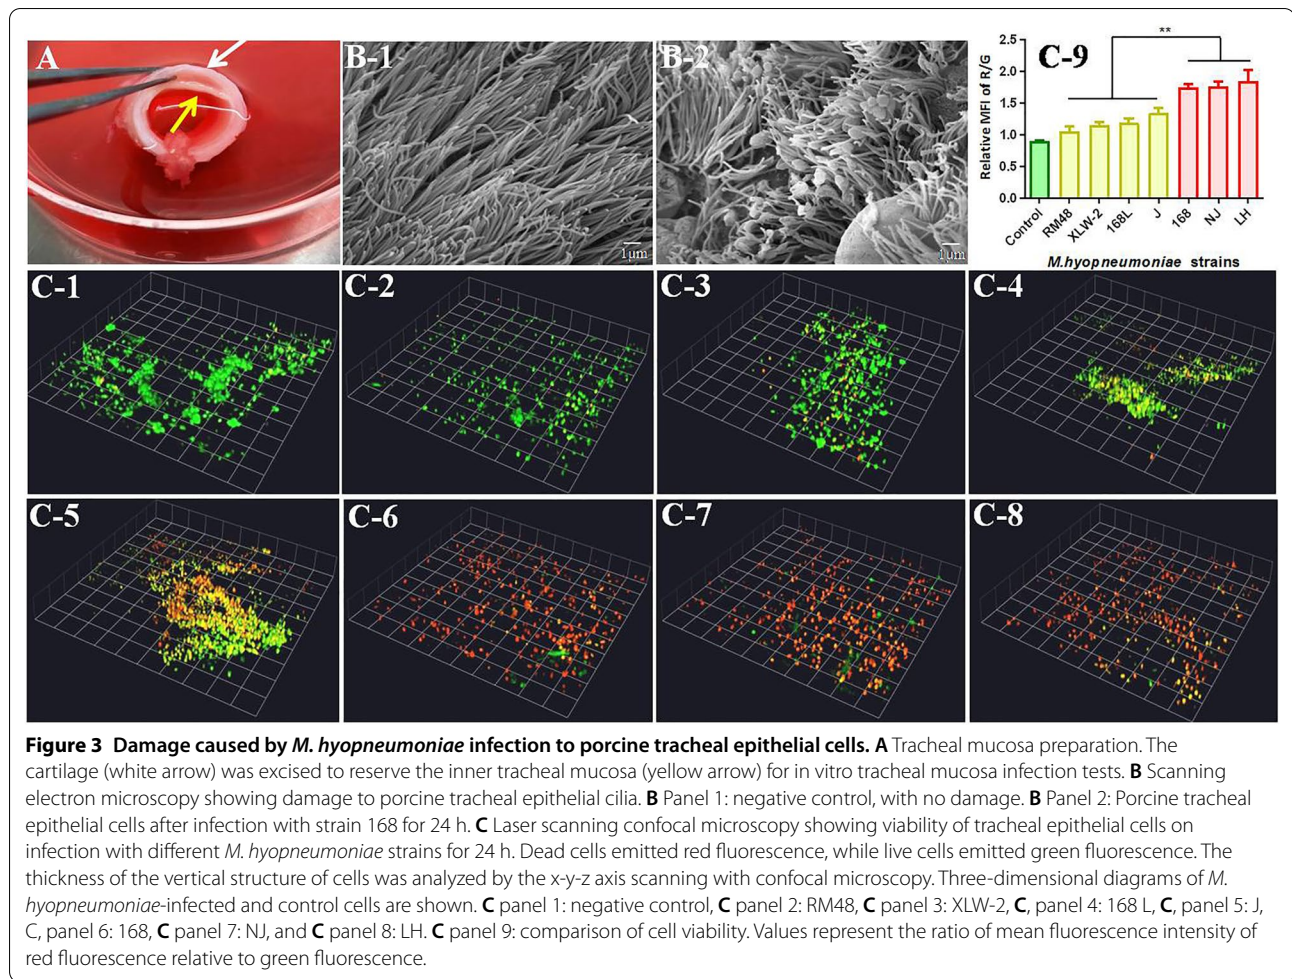 A
B-1
B-2
C-9
**
Relative MFI of R/G
2.5
2.0
1.5
1.0
0.5
0.0
Control
RM48
XLW-2
168L
J
168
NJ
LH
M.hyopneumoniae strains
1μm
1μm
C-1
C-2
C-3
C-4
C-5
C-6
C-7
C-8
Figure 3 Damage caused by M. hyopneumoniae infection to porcine tracheal epithelial cells. A Tracheal mucosa preparation. The
cartilage (white arrow) was excised to reserve the inner tracheal mucosa (yellow arrow) for in vitro tracheal mucosa infection tests. B Scanning
electron microscopy showing damage to porcine tracheal epithelial cilia. B Panel 1: negative control, with no damage. B Panel 2: Porcine tracheal
epithelial cells after infection with strain 168 for 24 h. C Laser scanning confocal microscopy showing viability of tracheal epithelial cells on
infection with different M. hyopneumoniae strains for 24 h. Dead cells emitted red fluorescence, while live cells emitted green fluorescence. The
thickness of the vertical structure of cells was analyzed by the x-y-z axis scanning with confocal microscopy. Three-dimensional diagrams of M.
hyopneumoniae-infected and control cells are shown. C panel 1: negative control, C panel 2: RM48, C panel 3: XLW-2, C, panel 4: 168 L, C, panel 5: J,
C, panel 6: 168, C panel 7: NJ, and C panel 8: LH. C panel 9: comparison of cell viability. Values represent the ratio of mean fluorescence intensity of
red fluorescence relative to green fluorescence.